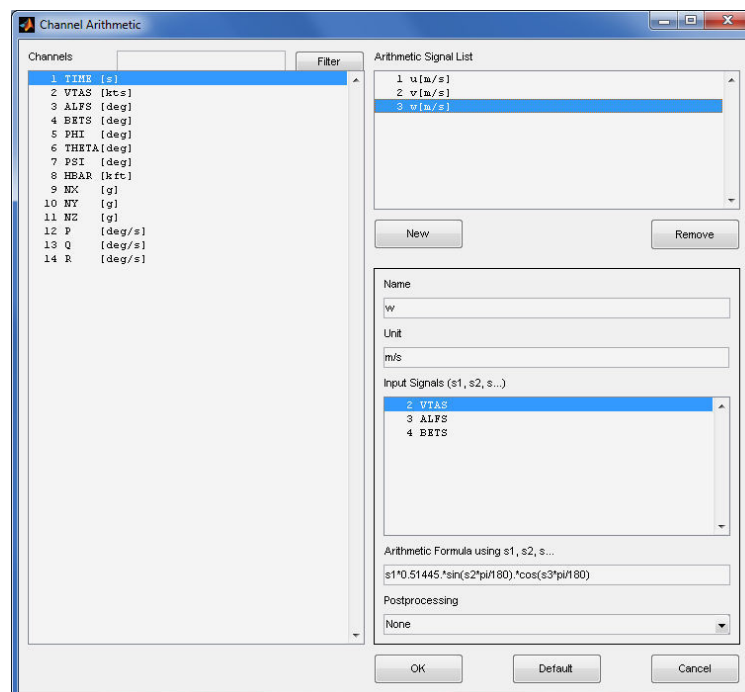 Channel Arithmetic
Channels
Filter
1 TIME [s]
2 VTAS [kts]
3 ALFS [deg]
4 BETS [deg]
5 PHI [deg]
6 THETA[deg]
7 PSI [deg]
8 HBAR [kft]
9 NX [g]
10 NY [g]
11 NZ [g]
12 P [deg/s]
13 Q [deg/s]
14 R [deg/s]
Arithmetic Signal List
1 u[m/s]
2 v[m/s]
3 w[m/s]
New
Remove
Name
w
Unit
m/s
Input Signals (s1, s2, s...)
2 VTAS
3 ALFS
4 BETS
Arithmetic Formula using s1, s2, s...
s1*0.51445.*sin(s2*pi/180).*cos(s3*pi/180)
Postprocessing
None
OK
Default
Cancel